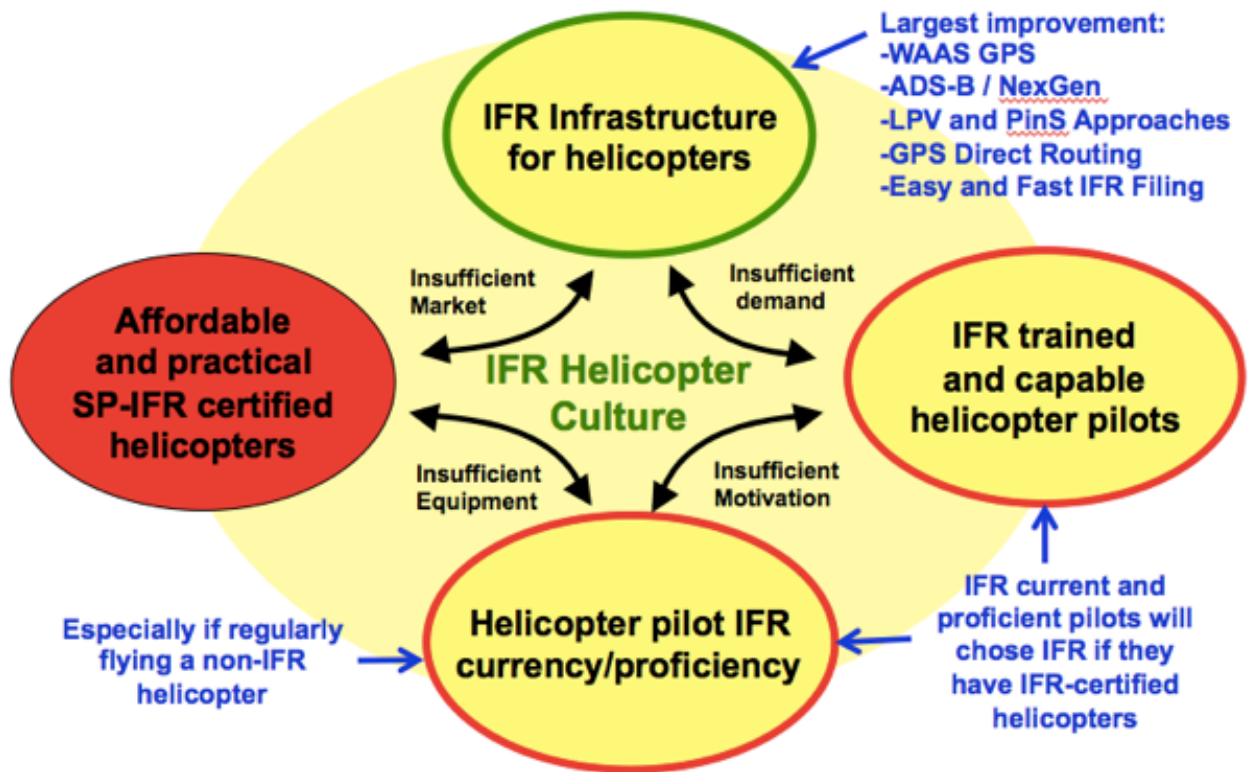 Largest improvement:
-WAAS GPS
-ADS-B / NexGen
-LPV and PinS Approaches
-GPS Direct Routing
-Easy and Fast IFR Filing
IFR Infrastructure
for helicopters
Insufficient
Market
Insufficient
demand
Affordable
and practical
SP-IFR certified
helicopters
IFR Helicopter
Culture
IFR trained
and capable
helicopter pilots
Insufficient
Equipment
Insufficient
Motivation
Especially if regularly
flying a non-IFR
helicopter
Helicopter pilot IFR
currency/proficiency
IFR current and
proficient pilots will
chose IFR if they
have IFR-certified
helicopters